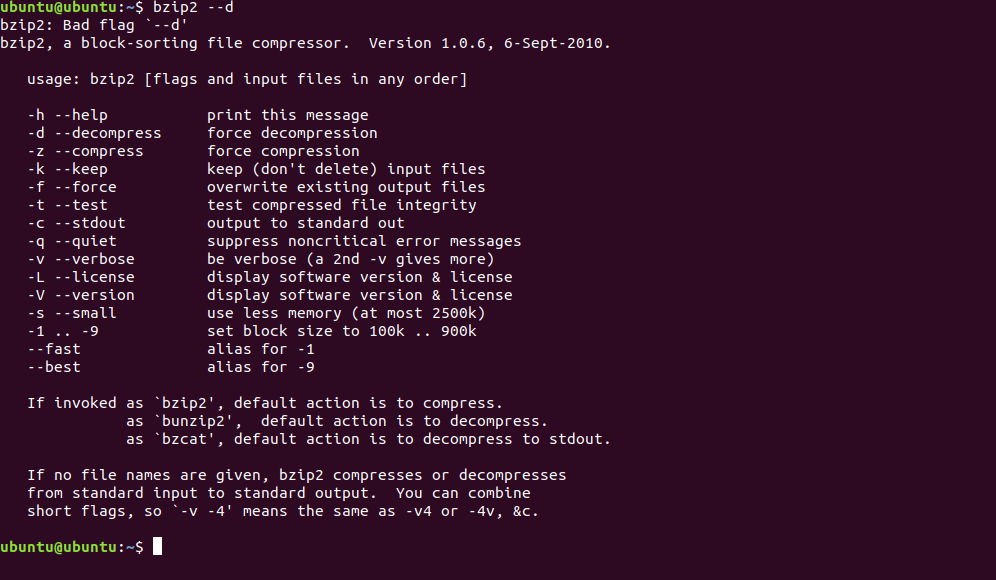 ubuntu@ubuntu:~$ bzip2 --d
bzip2: Bad flag `--d'
bzip2, a block-sorting file compressor.  Version 1.0.6, 6-Sept-2010.

   usage: bzip2 [flags and input files in any order]

   -h --help           print this message
   -d --decompress     force decompression
   -z --compress       force compression
   -k --keep           keep (don't delete) input files
   -f --force          overwrite existing output files
   -t --test           test compressed file integrity
   -c --stdout         output to standard out
   -q --quiet          suppress noncritical error messages
   -v --verbose        be verbose (a 2nd -v gives more)
   -L --license        display software version & license
   -V --version        display software version & license
   -s --small          use less memory (at most 2500k)
   -1 .. -9            set block size to 100k .. 900k
   --fast              alias for -1
   --best              alias for -9

   If invoked as `bzip2', default action is to compress.
              as `bunzip2',  default action is to decompress.
              as `bzcat', default action is to decompress to stdout.

   If no file names are given, bzip2 compresses or decompresses
   from standard input to standard output.  You can combine
   short flags, so `-v -4' means the same as -v4 or -4v, &c.

ubuntu@ubuntu:~$